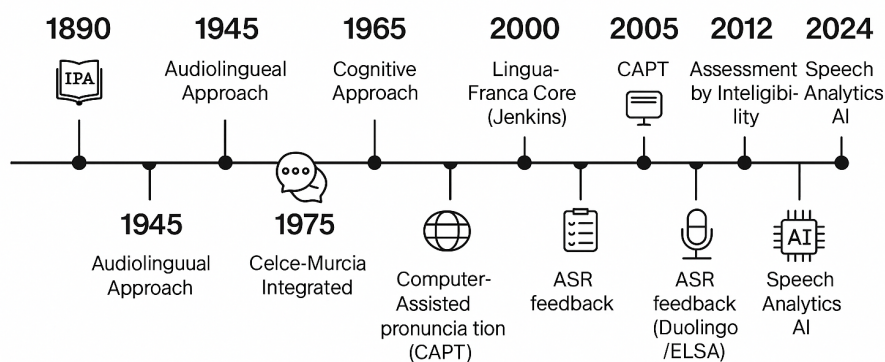 1890
IPA
1945
Audiolingueal
Approach
1965
Cognitive
Approach
2000
Lingua-
Franca Core
(Jenkins)
2005
CAPT
2012
Assessment
by Inteligibi-
lity
2024
Speech
Analytics
AI
1945
Audiolinguual
Approach
1975
Celce-Murcia
Integrated
Computer-
Assisted
pronuncia tion
(CAPT)
ASR
feedback
ASR
feedback
(Duolingo
/ELSA)
AI
Speech
Analytics
AI